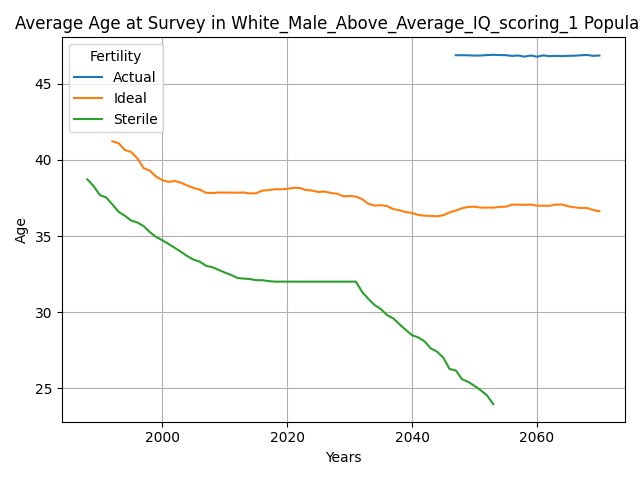 Average Age at Survey in White_Male_Above_Average_IQ_scoring_1 Popula
Fertility
Actual
Ideal
Sterile
45
40
35
30
25
Age
2000 2020 2040 2060
Years